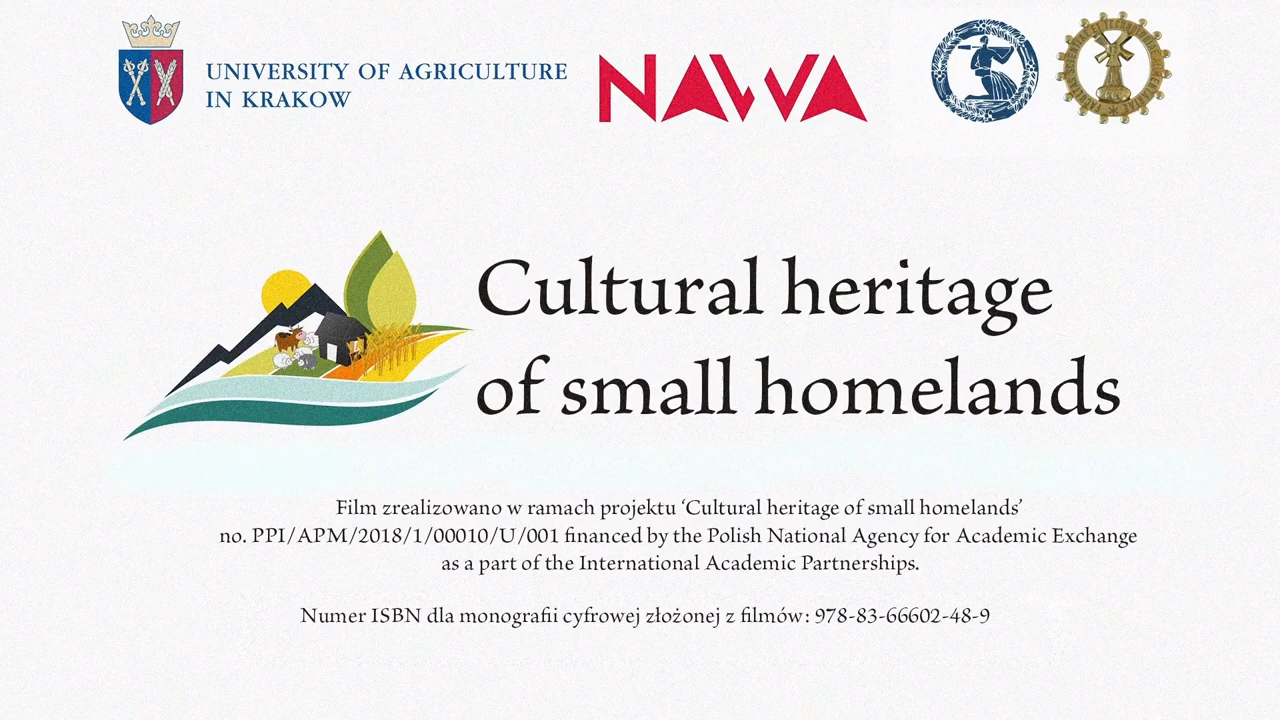 UNIVERSITY OF AGRICULTURE
IN KRAKOW
NAWA
Cultural heritage
of small homelands
Film zrealizowano w ramach projektu ‘Cultural heritage of small homelands’
no. PPI/APM/2018/1/00010/U/001 financed by the Polish National Agency for Academic Exchange
as a part of the International Academic Partnerships.
Numer ISBN dla monografii cyfrowej złożonej z filmów: 978-83-66602-48-9